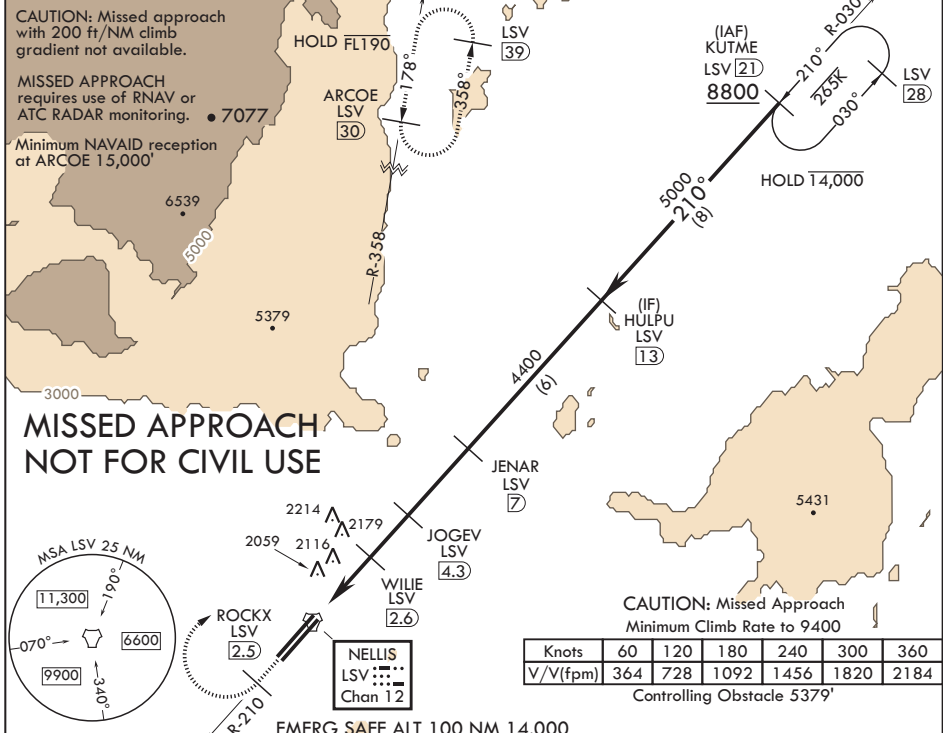 CAUTION: Missed approach
with 200 ft/NM climb
gradient not available.
MISSED APPROACH
requires use of RNAV or
ATC RADAR monitoring.
Minimum NAVAID reception
at ARCOE 15,000'
7077
6539
5000
5379
3000
HOLD FL190
178°
358°
LSV
39
ARCOE
LSV
30
R-358
(IAF)
KUTME
LSV 21
8800
R-030
210°
265K
030°
LSV
28
HOLD 14,000
5000
210°
(8)
(IF)
HULPU
LSV
13
4400
(6)
MISSED APPROACH
NOT FOR CIVIL USE
JENAR
LSV
7
5431
2214
2179
2116
2059
JOGEV
LSV
4.3
WILIE
LSV
2.6
MSA LSV 25 NM
190°
11,300
070°
6600
9900
340°
ROCKX
LSV
2.5
R-210
NELLIS
LSV
Chan 12
CAUTION: Missed Approach
Minimum Climb Rate to 9400
Knots 60 120 180 240 300 360
V/V(fpm) 364 728 1092 1456 1820 2184
Controlling Obstacle 5379'
EMERG SAFE ALT 100 NM 14,000